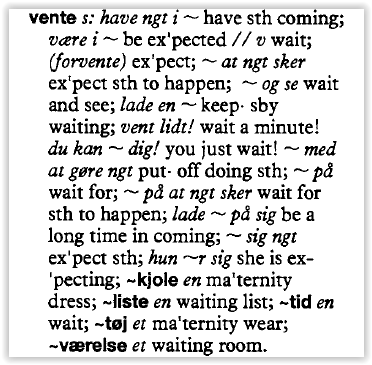 vente s: have ngt i ~ have sth coming;
være i ~ be ex'pected // v wait;
(forvente) ex'pect; ~ at ngt sker
ex'pect sth to happen; ~ og se wait
and see; lade en ~ keep· sby
waiting; vent lidt! wait a minute!
du kan ~ dig! you just wait! ~ med
at gøre ngt put· off doing sth; ~ på
wait for; ~ på at ngt sker wait for
sth to happen; lade ~ på sig be a
long time in coming; ~ sig ngt
ex'pect sth; hun ~r sig she is ex-
'pecting; ~kjole en ma'ternity
dress; ~liste en waiting list; ~tid en
wait; ~tøj et ma'ternity wear;
~værelse et waiting room.